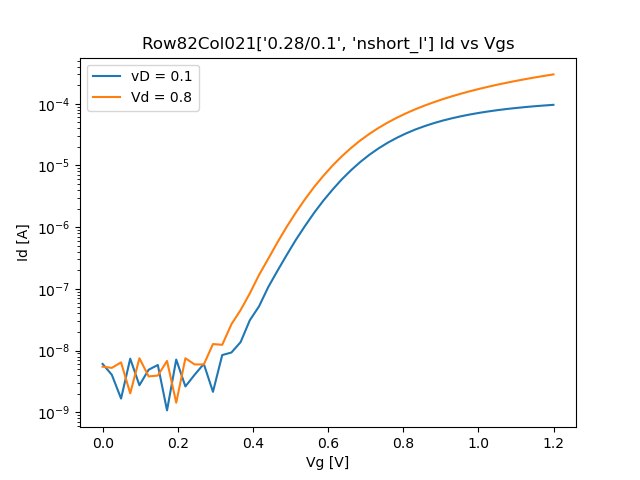 Row82Col021['0.28/0.1', 'nshort_l'] Id vs Vgs
vD = 0.1
Vd = 0.8
Id [A]
10⁻⁴
10⁻⁵
10⁻⁶
10⁻⁷
10⁻⁸
10⁻⁹
0.0 0.2 0.4 0.6 0.8 1.0 1.2
Vg [V]